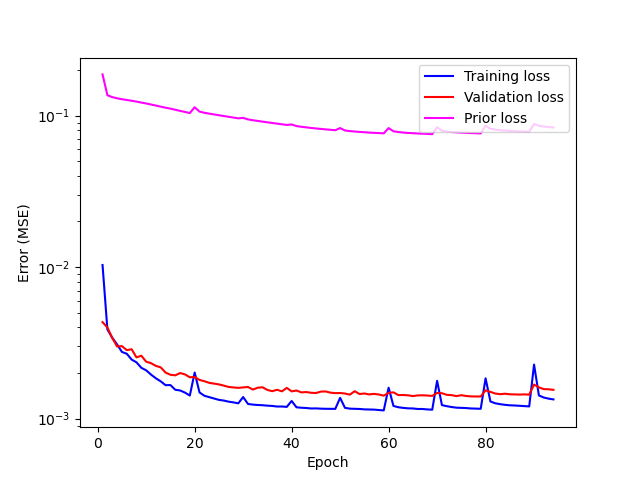 Training loss
Validation loss
Prior loss
10⁻¹
10⁻²
10⁻³
Error (MSE)
0 20 40 60 80
Epoch